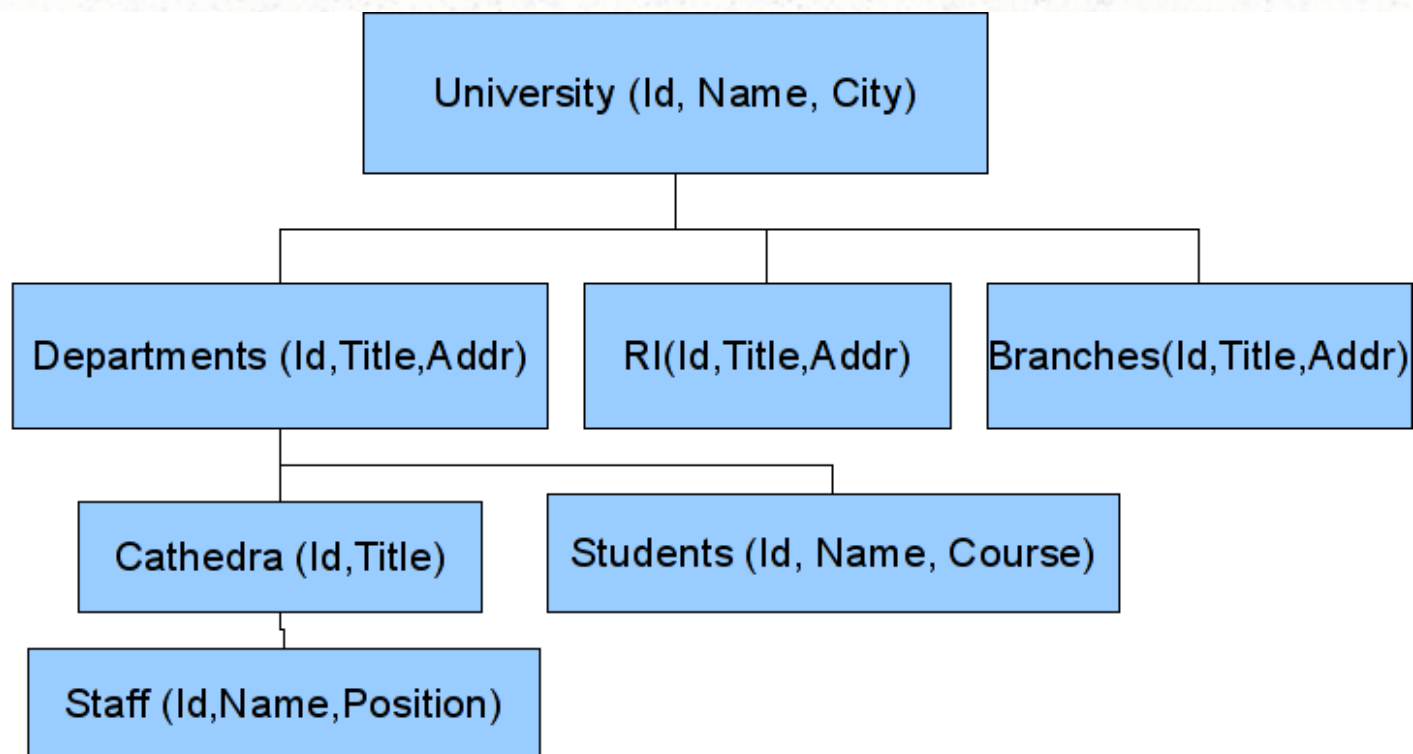 University (Id, Name, City)
Departments (Id,Title,Addr)
RI(Id,Title,Addr)
Branches(Id,Title,Addr)
Cathedra (Id,Title)
Students (Id, Name, Course)
Staff (Id,Name,Position)